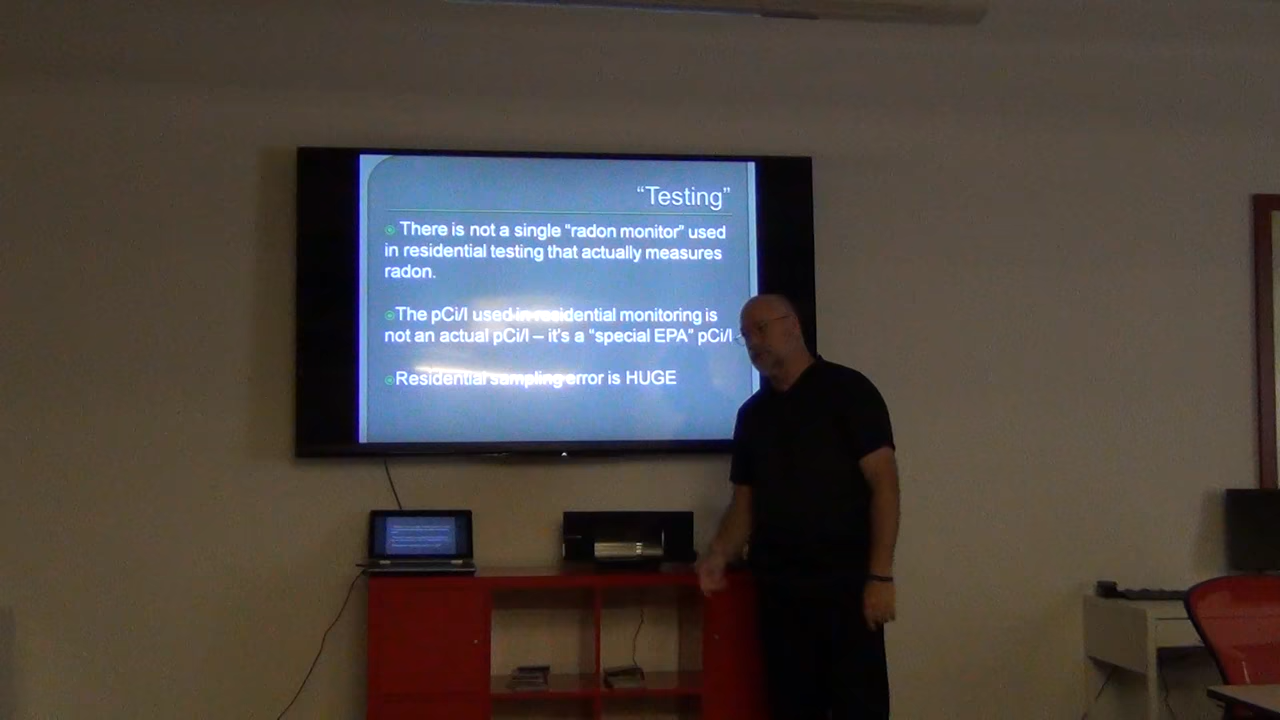 “Testing”
There is not a single “radon monitor” used
in residential testing that actually measures
radon.
The pCi/l used in residential monitoring is
not an actual pCi/l – it's a “special EPA” pCi/l
Residential sampling error is HUGE